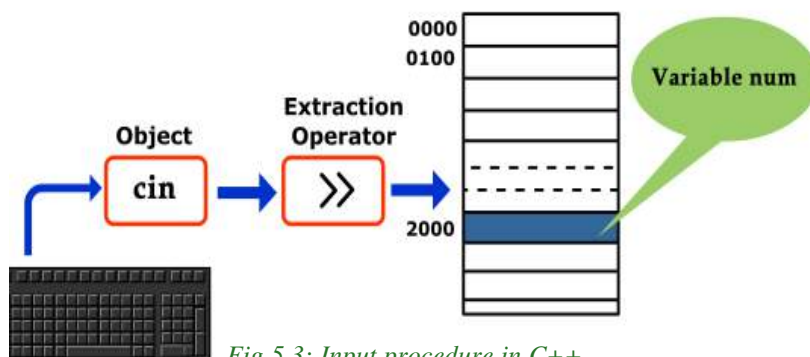 Object
cin
Extraction
Operator
>>
0000
0100
2000
Variable num
Fig 5.3: Input procedure in C++